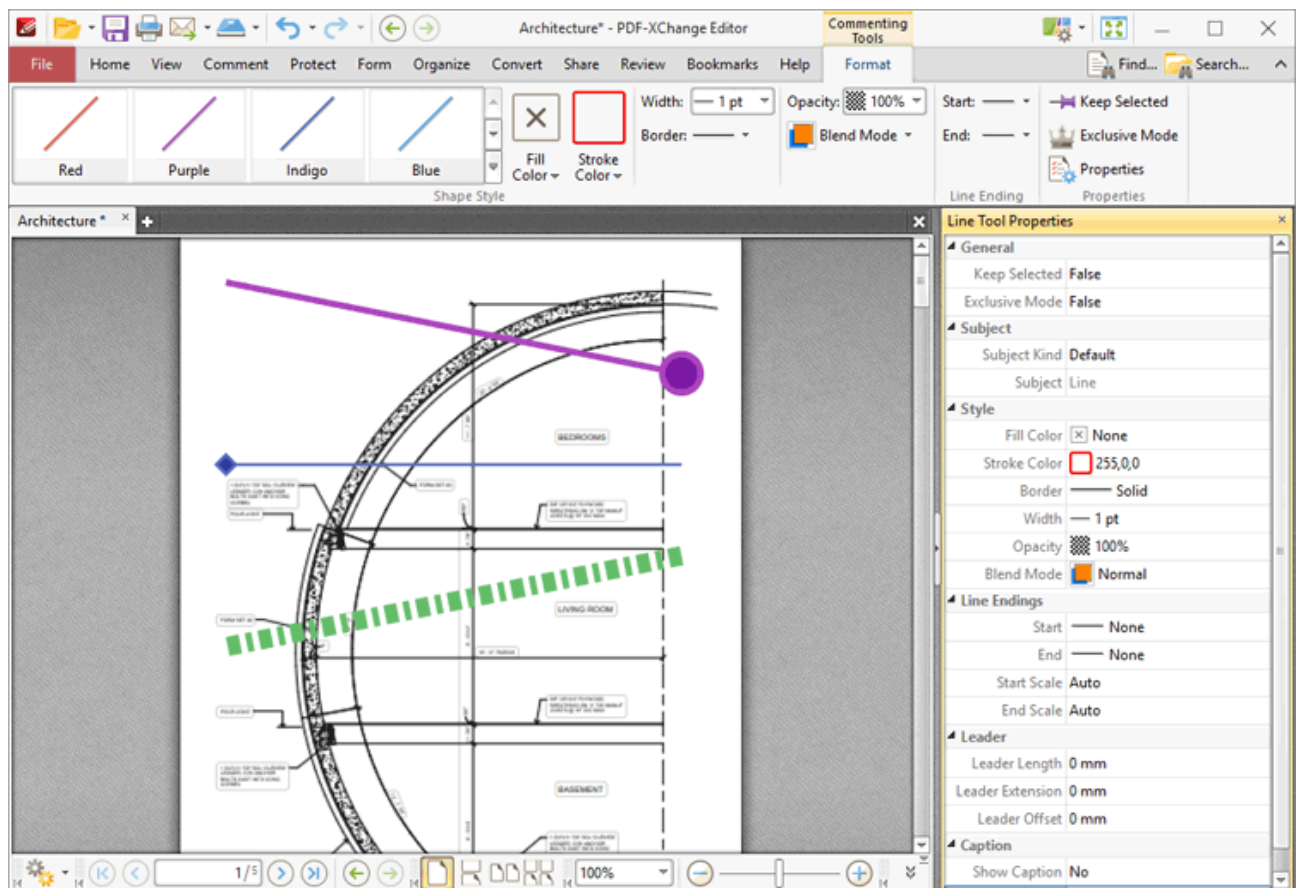 Architecture* - PDF-XChange Editor
Commenting
Tools
File Home View Comment Protect Form Organize Convert Share Review Bookmarks Help Format Find... Search...
Red Purple Indigo Blue
Fill
Color
Stroke
Color
Width: 1 pt
Border:
Opacity: 100%
Blend Mode
Start:
End:
Keep Selected
Exclusive Mode
Properties
Shape Style Line Ending Properties
Architecture *
BEDROOMS
LIVING ROOM
BASEMENT
Line Tool Properties
General
Keep Selected False
Exclusive Mode False
Subject
Subject Kind Default
Subject Line
Style
Fill Color None
Stroke Color 255,0,0
Border Solid
Width 1 pt
Opacity 100%
Blend Mode Normal
Line Endings
Start None
End None
Start Scale Auto
End Scale Auto
Leader
Leader Length 0 mm
Leader Extension 0 mm
Leader Offset 0 mm
Caption
Show Caption No
1/5 100%